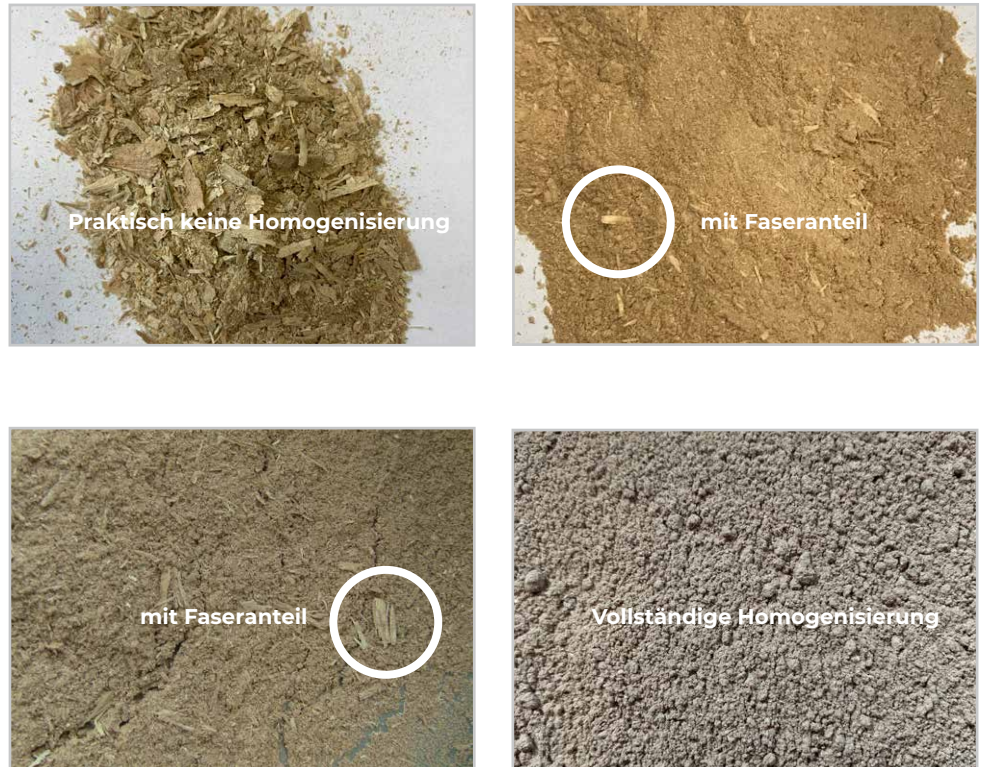 Praktisch keine Homogenisierung
mit Faseranteil
mit Faseranteil
Vollständige Homogenisierung